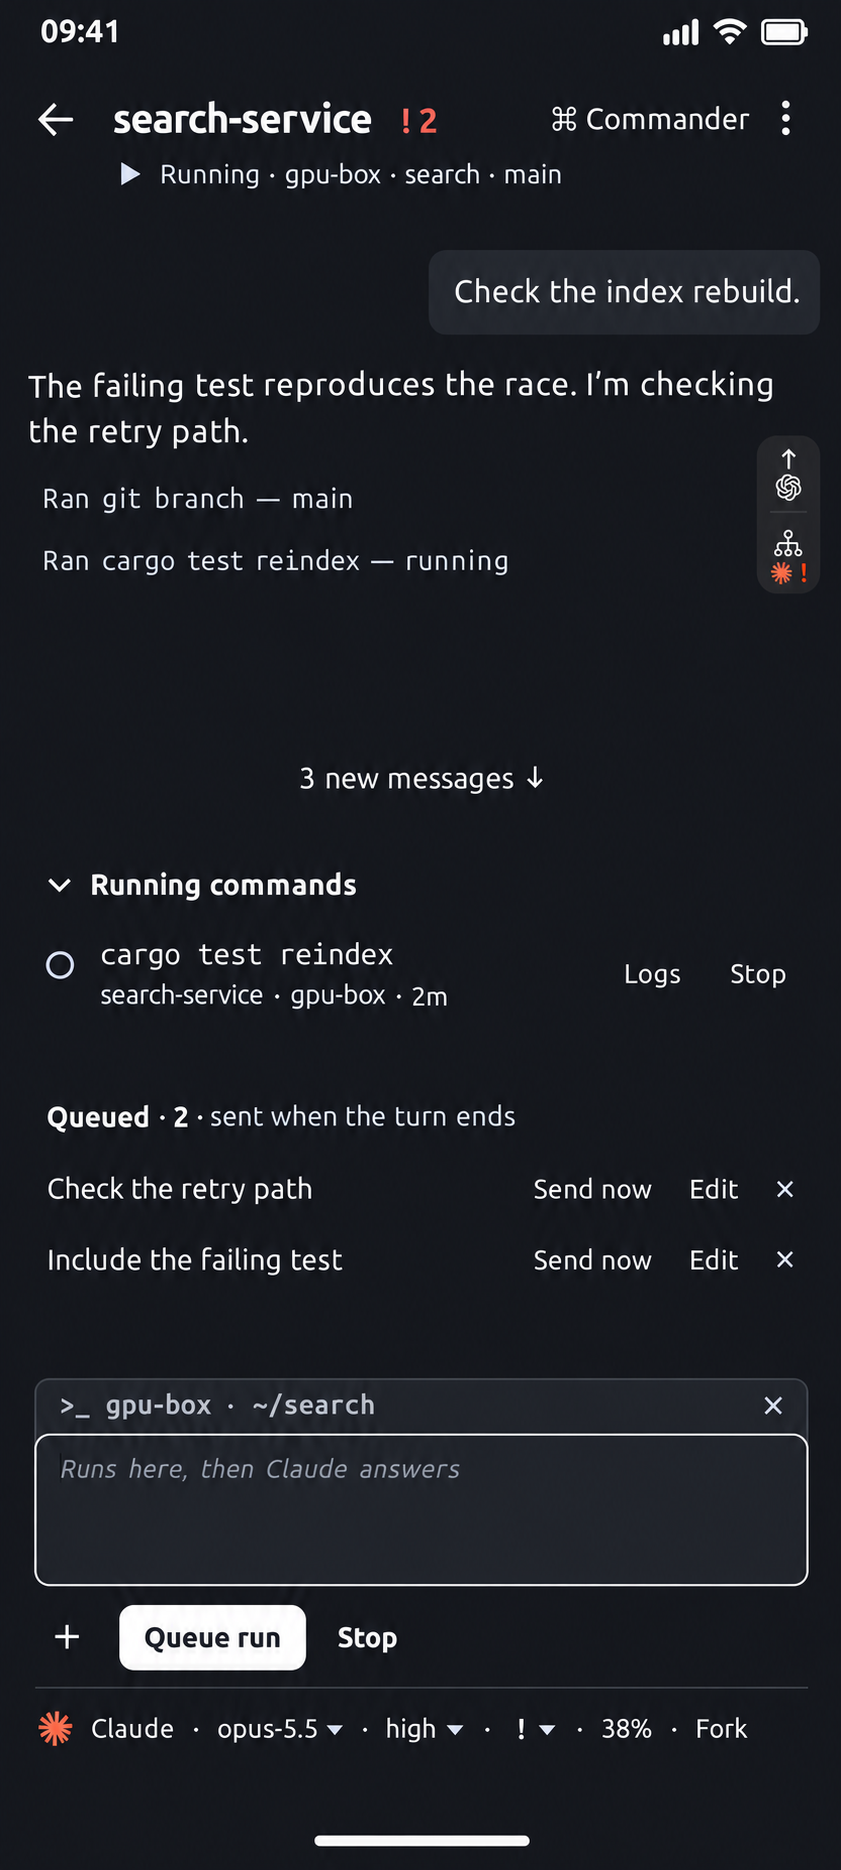 09:41
search-service ! 2 ⌘ Commander
Running · gpu-box · search · main
Check the index rebuild.
The failing test reproduces the race. I’m checking
the retry path.
Ran git branch — main
Ran cargo test reindex — running
!
3 new messages ↓
Running commands
cargo test reindex
search-service · gpu-box · 2m
Logs Stop
Queued · 2 · sent when the turn ends
Check the retry path Send now Edit ×
Include the failing test Send now Edit ×
>_ gpu-box · ~/search ×
Runs here, then Claude answers
+ Queue run Stop
Claude · opus-5.5 · high · ! · 38% · Fork